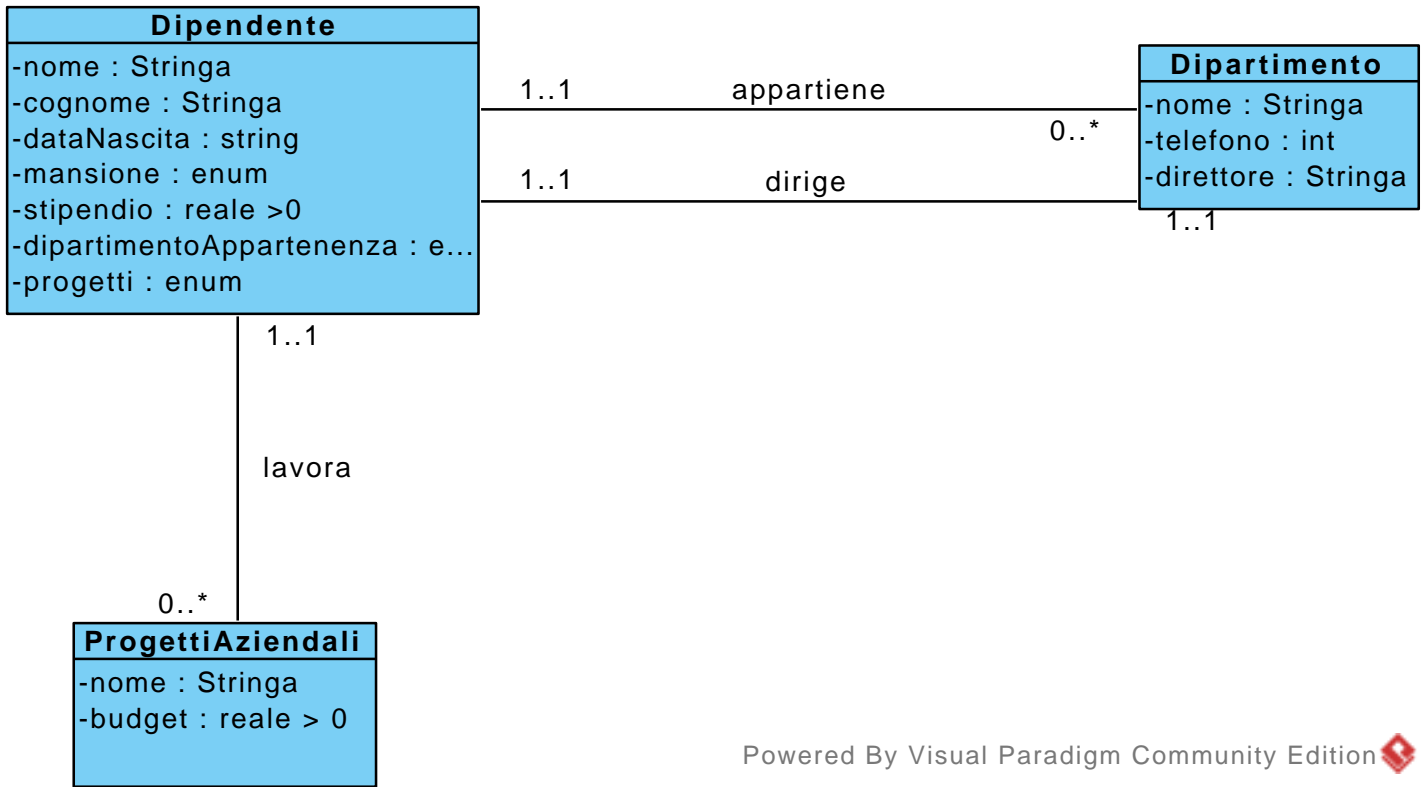 Dipendente
-nome : Stringa
-cognome : Stringa
-dataNascita : string
-mansione : enum
-stipendio : reale >0
-dipartimentoAppartenenza : e...
-progetti : enum
1..1
appartiene
0..*
1..1
dirige
1..1
Dipartimento
-nome : Stringa
-telefono : int
-direttore : Stringa
1..1
lavora
0..*
ProgettiAziendali
-nome : Stringa
-budget : reale > 0
Powered By Visual Paradigm Community Edition